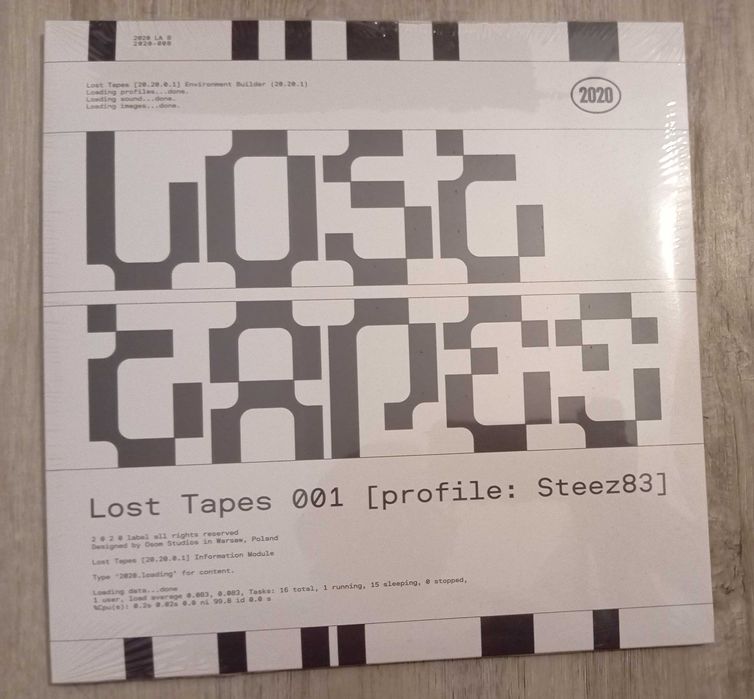 2020 LA B
2020-008
Lost Tapes [20.20.0.1] Environment Builder (20.20.1)
Loading profiles...done.
Loading sound...done.
Loading images...done.
2020
LOST
TAPES
Lost Tapes 001 [profile: Steez83]
2 0 2 0 label all rights reserved
Designed by Osom Studios in Warsaw, Poland
Lost Tapes [20.20.0.1] Information Module
Type '2020.loading' for content.
Loading data...done
1 user, load average 0.003, 0.083, Tasks: 16 total, 1 running, 15 sleeping, 0 stopped,
%Cpu(s): 0.2s 0.02s 0.0 ni 99.8 id 0.0 s